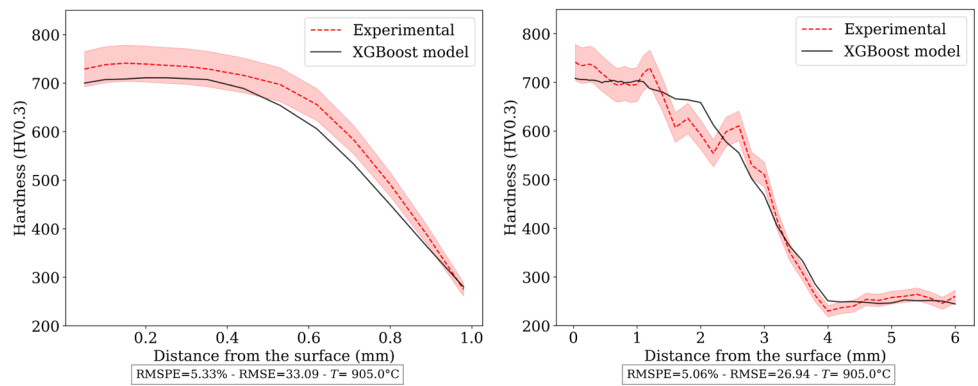 Experimental
XGBoost model
800
700
600
500
400
300
200
Hardness (HV0.3)
0.2
0.4
0.6
0.8
1.0
Distance from the surface (mm)
RMSPE=5.33% - RMSE=33.09 - T= 905.0°C
Experimental
XGBoost model
800
700
600
500
400
300
200
Hardness (HV0.3)
0
1
2
3
4
5
6
Distance from the surface (mm)
RMSPE=5.06% - RMSE=26.94 - T= 905.0°C